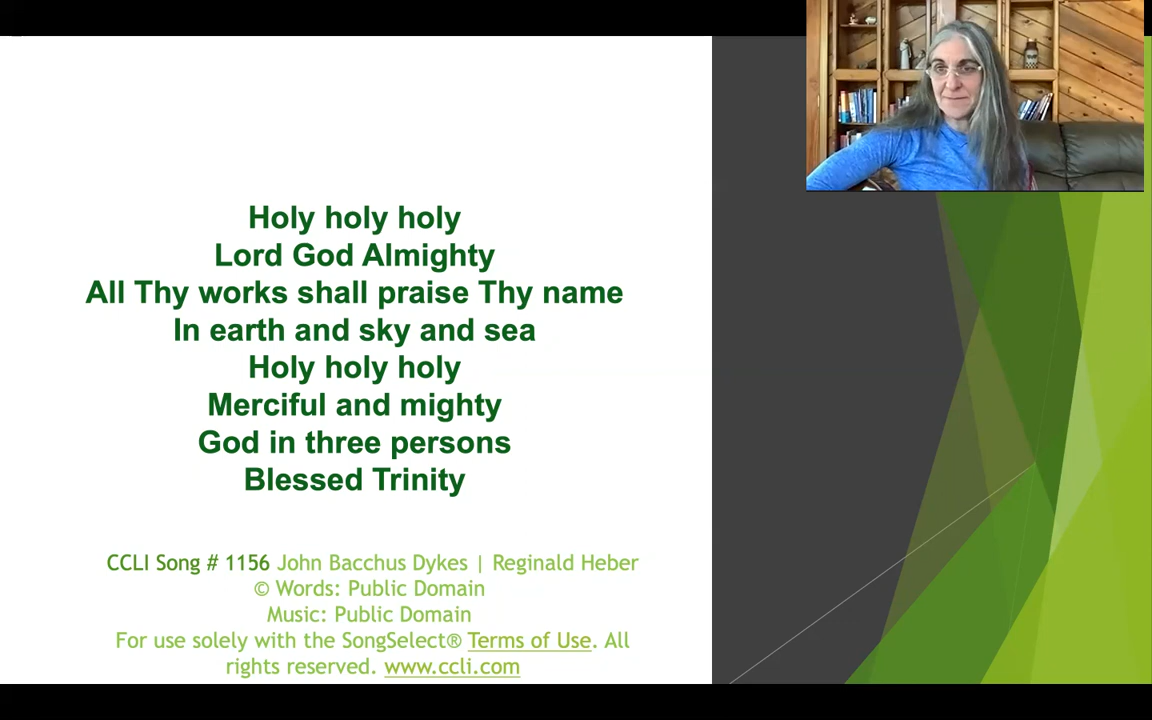 Holy holy holy
Lord God Almighty
All Thy works shall praise Thy name
In earth and sky and sea
Holy holy holy
Merciful and mighty
God in three persons
Blessed Trinity
CCLI Song # 1156 John Bacchus Dykes | Reginald Heber
© Words: Public Domain
Music: Public Domain
For use solely with the SongSelect® Terms of Use. All
rights reserved. www.ccli.com